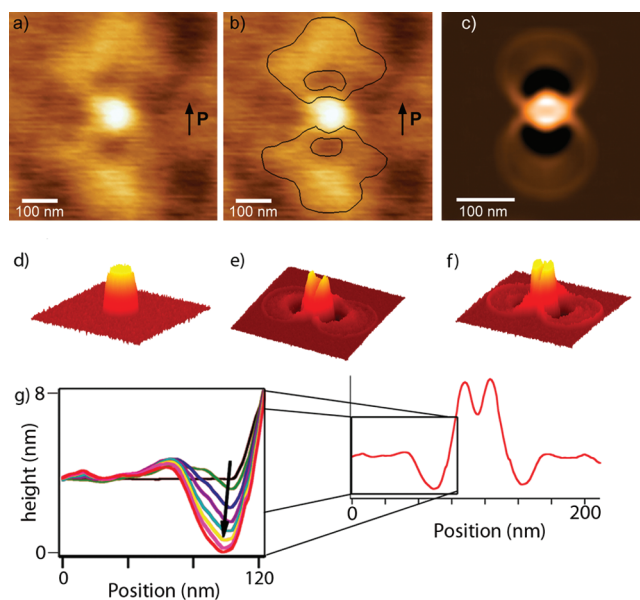 a)
P
100 nm
b)
P
100 nm
c)
100 nm
d)
e)
f)
g)
8
height (nm)
0
0
120
Position (nm)
0
200
Position (nm)